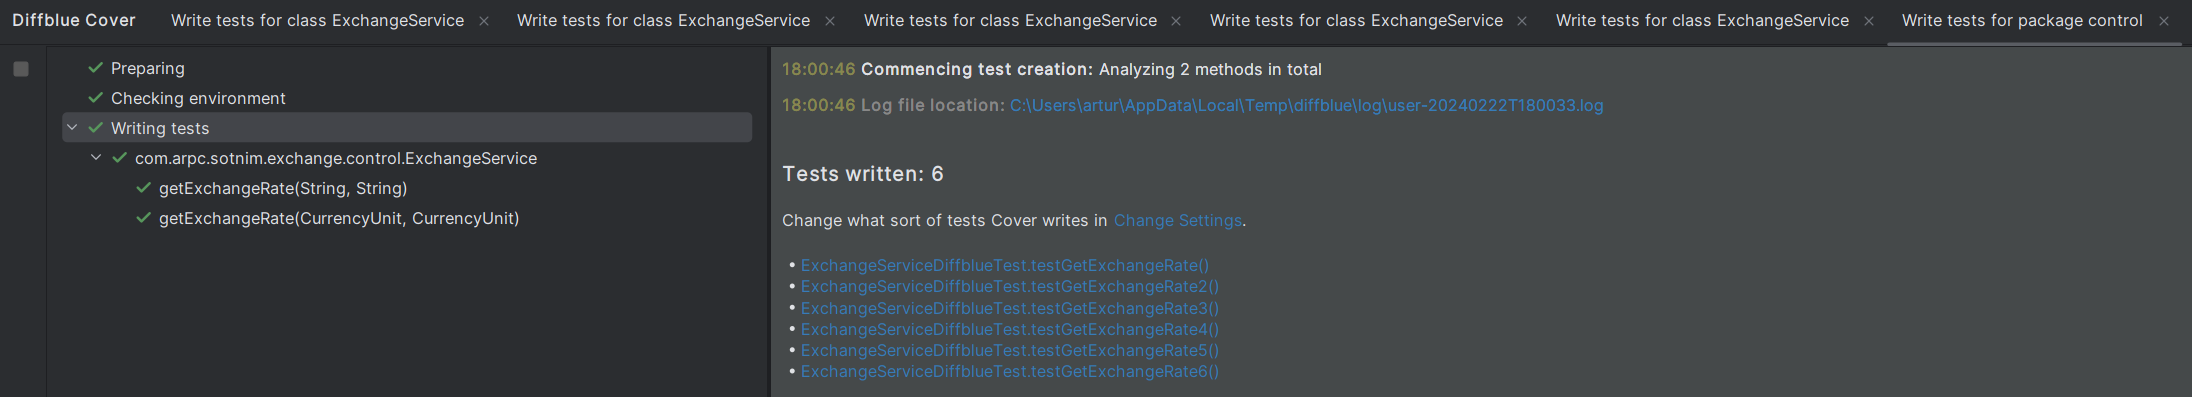 Diffblue Cover Write tests for class ExchangeService Write tests for class ExchangeService Write tests for class ExchangeService Write tests for class ExchangeService Write tests for class ExchangeService Write tests for package control
Preparing
Checking environment
Writing tests
com.arpc.sotnim.exchange.control.ExchangeService
getExchangeRate(String, String)
getExchangeRate(CurrencyUnit, CurrencyUnit)
18:00:46 Commencing test creation: Analyzing 2 methods in total
18:00:46 Log file location: C:\Users\artur\AppData\Local\Temp\diffblue\log\user-20240222T180033.log
Tests written: 6
Change what sort of tests Cover writes in Change Settings.
• ExchangeServiceDiffblueTest.testGetExchangeRate()
• ExchangeServiceDiffblueTest.testGetExchangeRate2()
• ExchangeServiceDiffblueTest.testGetExchangeRate3()
• ExchangeServiceDiffblueTest.testGetExchangeRate4()
• ExchangeServiceDiffblueTest.testGetExchangeRate5()
• ExchangeServiceDiffblueTest.testGetExchangeRate6()